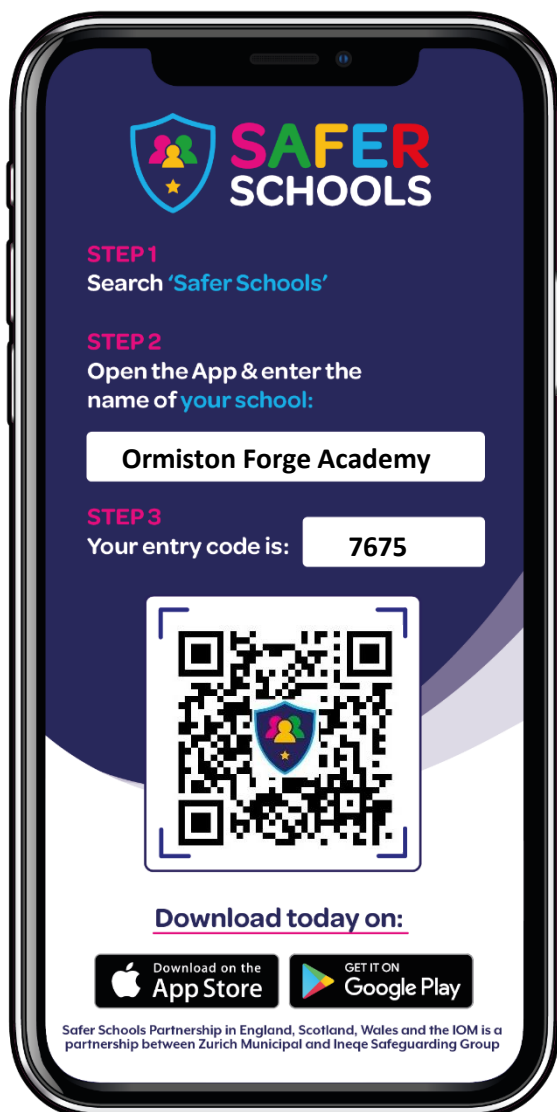 SAFER
SCHOOLS
STEP 1
Search ‘Safer Schools’
STEP 2
Open the App & enter the
name of your school:
Ormiston Forge Academy
STEP 3
Your entry code is: 7675
Download today on:
Download on the
App Store
GET IT ON
Google Play
Safer Schools Partnership in England, Scotland, Wales and the IOM is a
partnership between Zurich Municipal and Ineqe Safeguarding Group